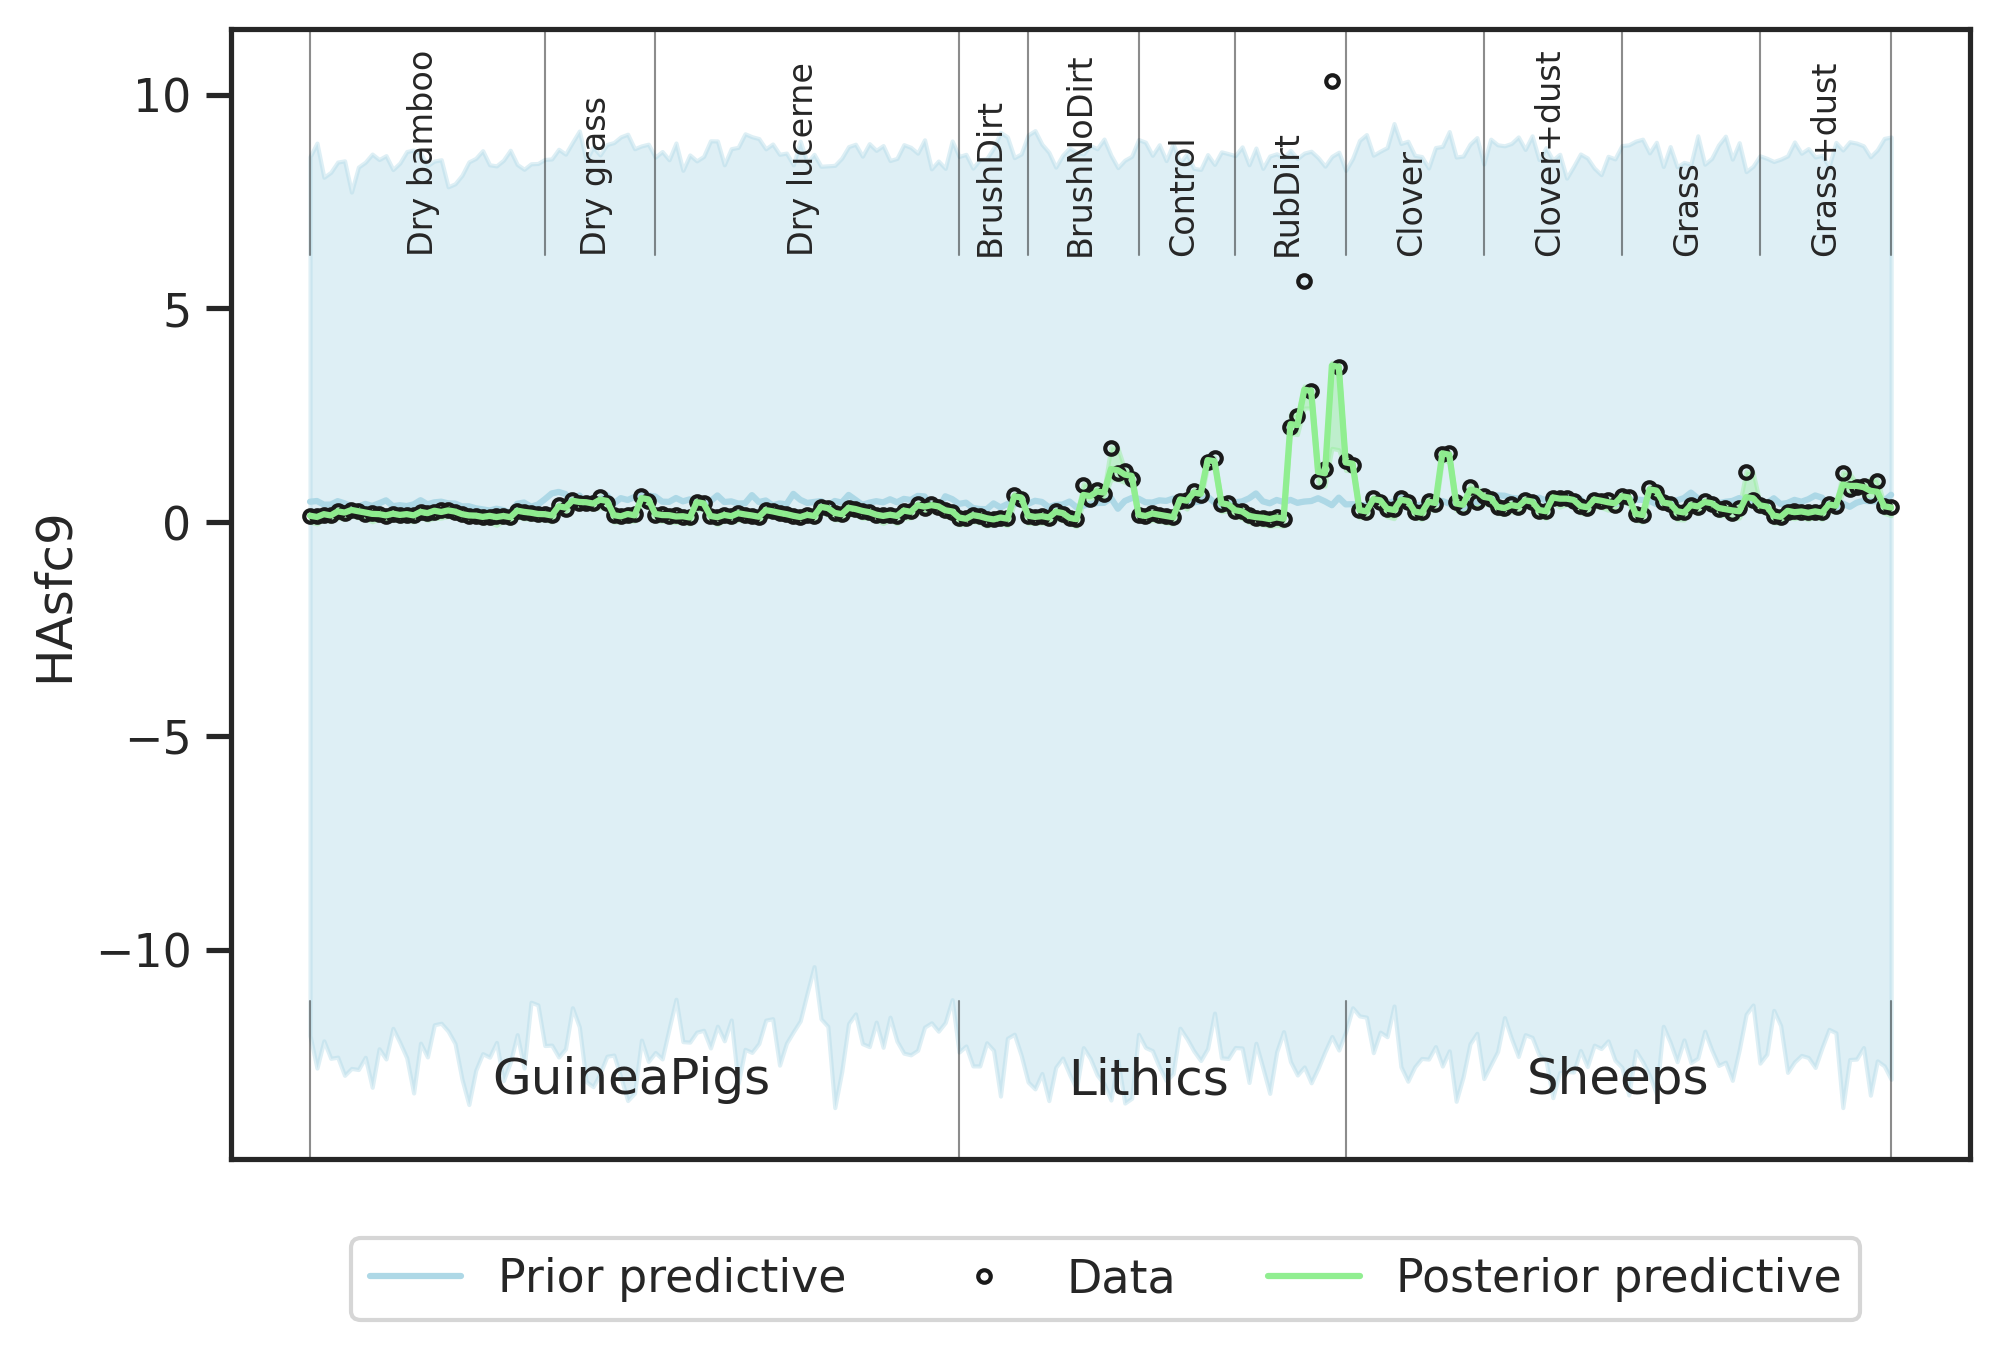 10
5
0
−5
−10
HAsfc9
Dry bamboo
Dry grass
Dry lucerne
BrushDirt
BrushNoDirt
Control
RubDirt
Clover
Clover+dust
Grass
Grass+dust
GuineaPigs
Lithics
Sheeps
Prior predictive
Data
Posterior predictive